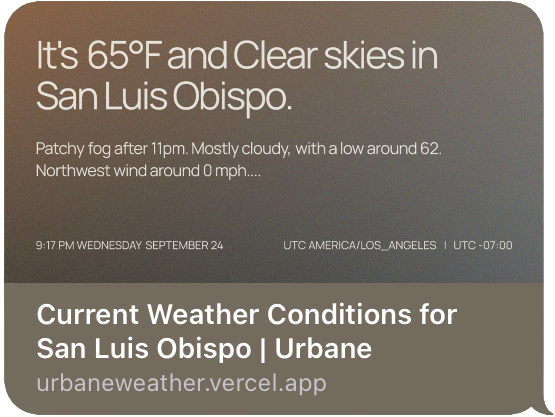 It's 65°F and Clear skies in
San Luis Obispo.
Patchy fog after 11pm. Mostly cloudy, with a low around 62.
Northwest wind around 0 mph....
9:17 PM WEDNESDAY SEPTEMBER 24
UTC AMERICA/LOS_ANGELES | UTC -07:00
Current Weather Conditions for
San Luis Obispo | Urbane
urbaneweather.vercel.app